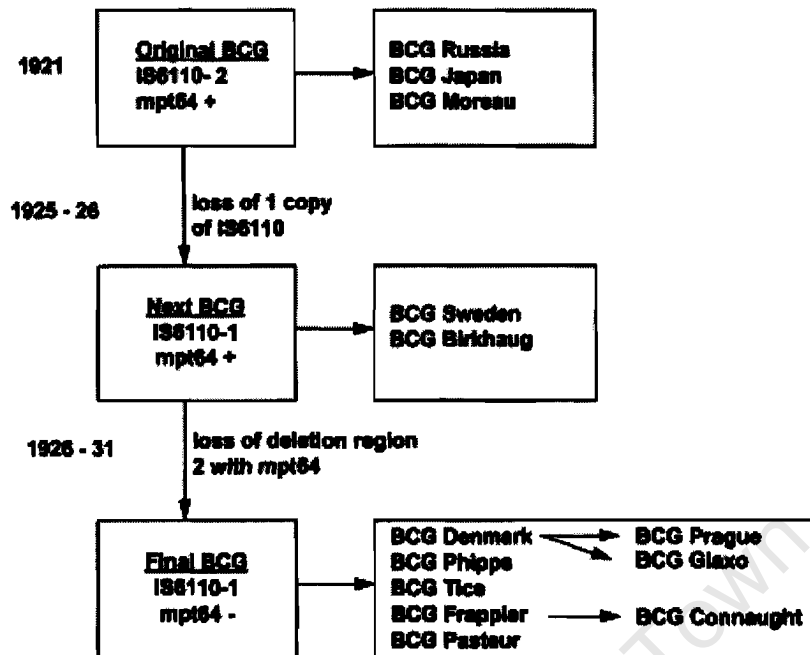 1921
Original BCG
IS6110- 2
mpt64 +
BCG Russia
BCG Japan
BCG Moreau
1925 - 26
loss of 1 copy
of IS6110
Next BCG
IS6110-1
mpt64 +
BCG Sweden
BCG Birkhaug
1926 - 31
loss of deletion region
2 with mpt64
Final BCG
IS6110-1
mpt64 -
BCG Denmark
BCG Phipps
BCG Tice
BCG Frappier
BCG Pasteur
BCG Prague
BCG Glaxo
BCG Connaught
Town